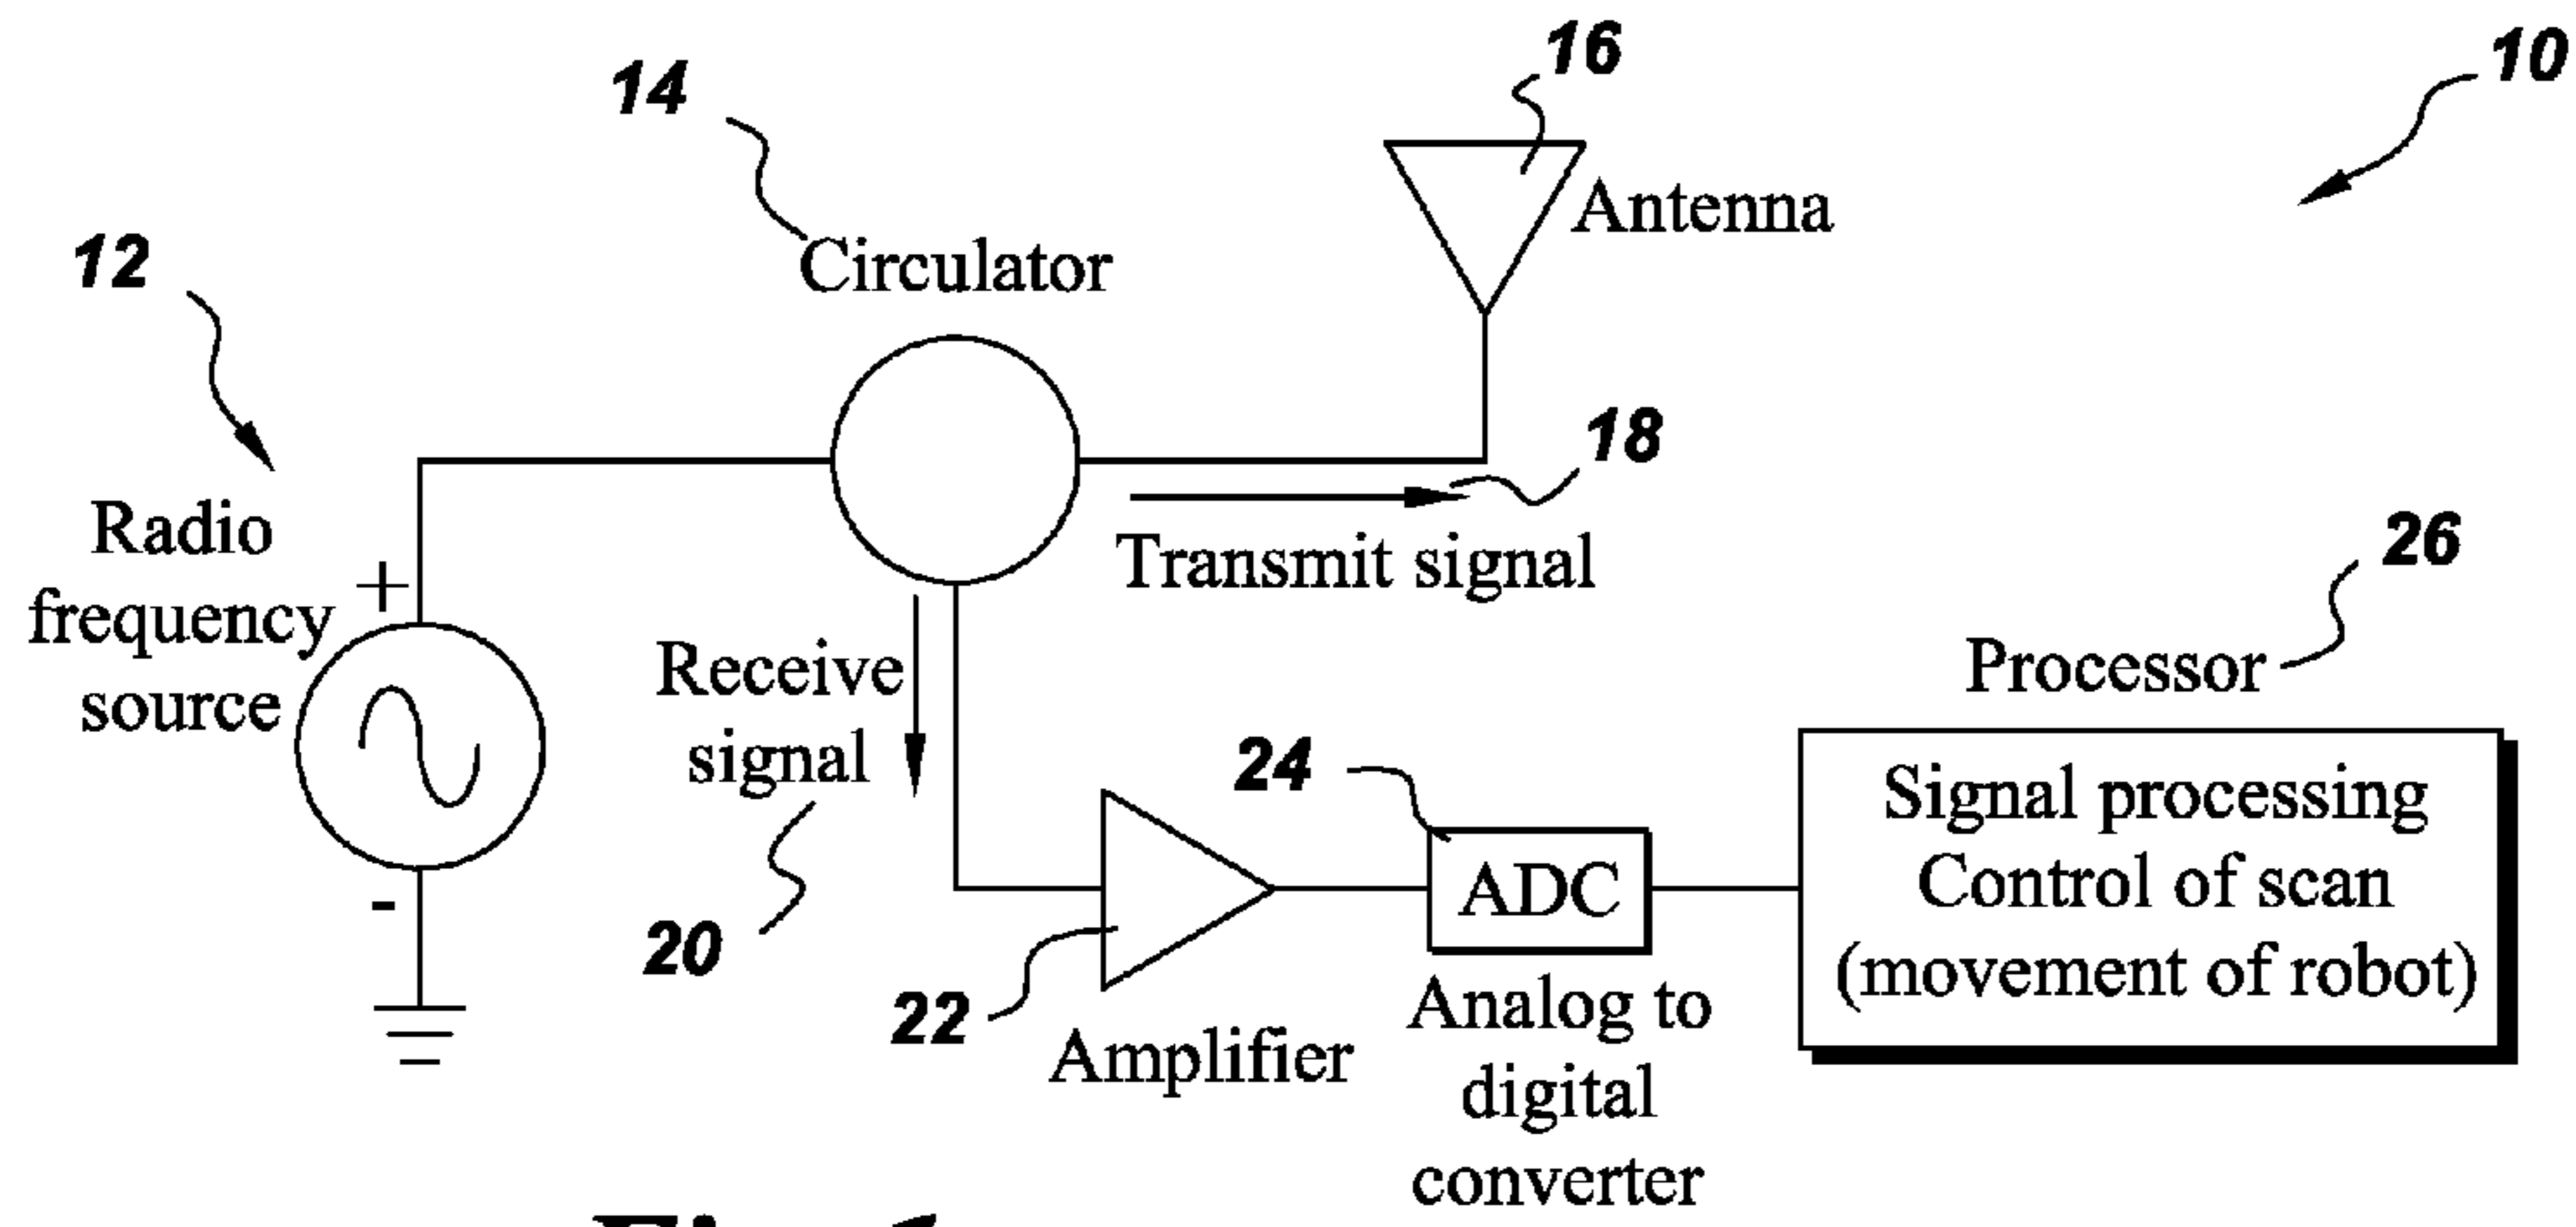 16
10
14
Antenna
12
Circulator
18
Radio
frequency
source
+
-
Transmit signal
26
Receive
signal
20
Processor
24
Signal processing
Control of scan
(movement of robot)
ADC
22
Amplifier
Analog to
digital
converter